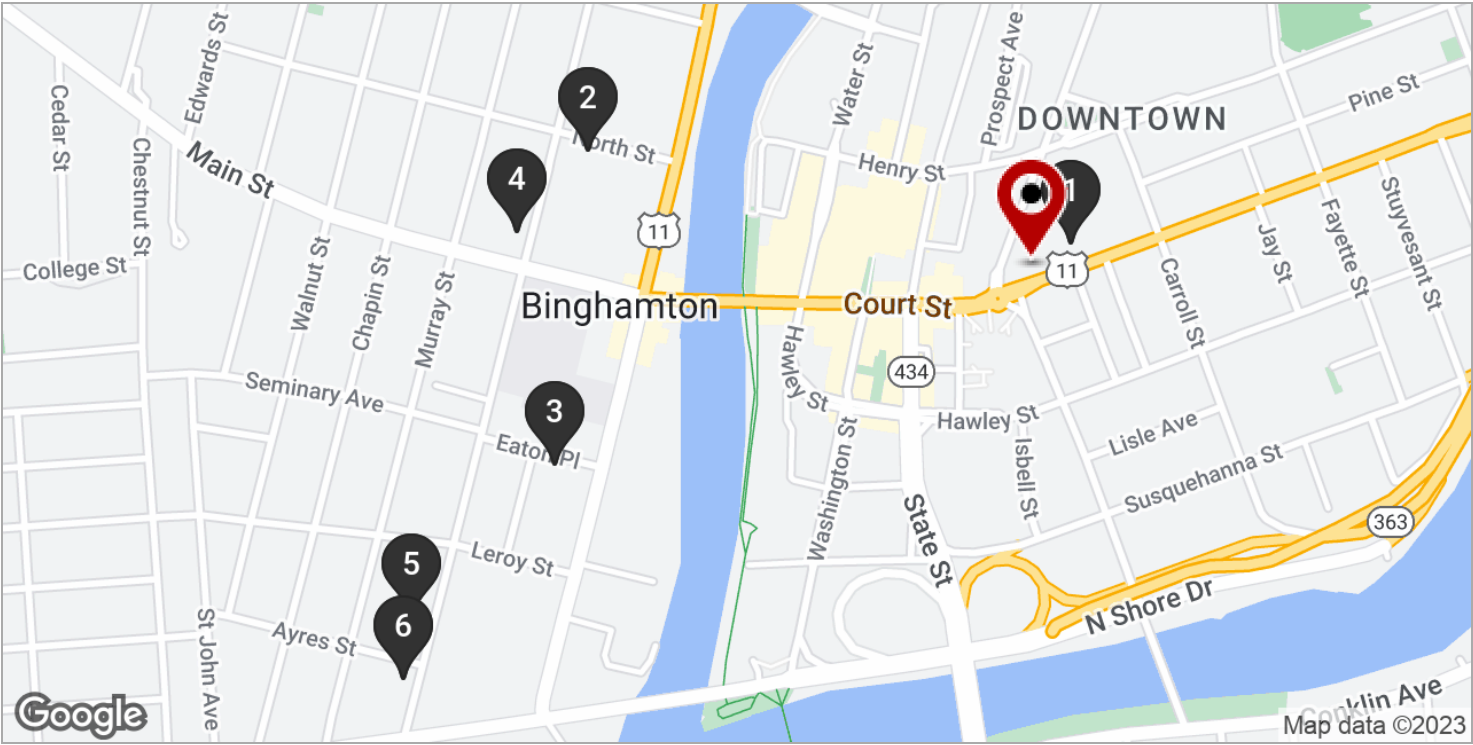 Edwards St
Water St
Prospect Ave
Pine St
Cedar St
2
DOWNTOWN
North St
Chestnut St
Main St
Henry St
4
1
Stuyvesant St
Fayette St
11
Jay St
College St
Walnut St
Chapin St
Murray St
11
Carroll St
Binghamton
Court St
Hawley St
434
Seminary Ave
3
Hawley St
Isbell St
Lisle Ave
Eaton Pl
Washington St
Susquehanna St
State St
363
5
Leroy St
6
N Shore Dr
Ayres St
St John Ave
Conklin Ave
Google
Map data ©2023